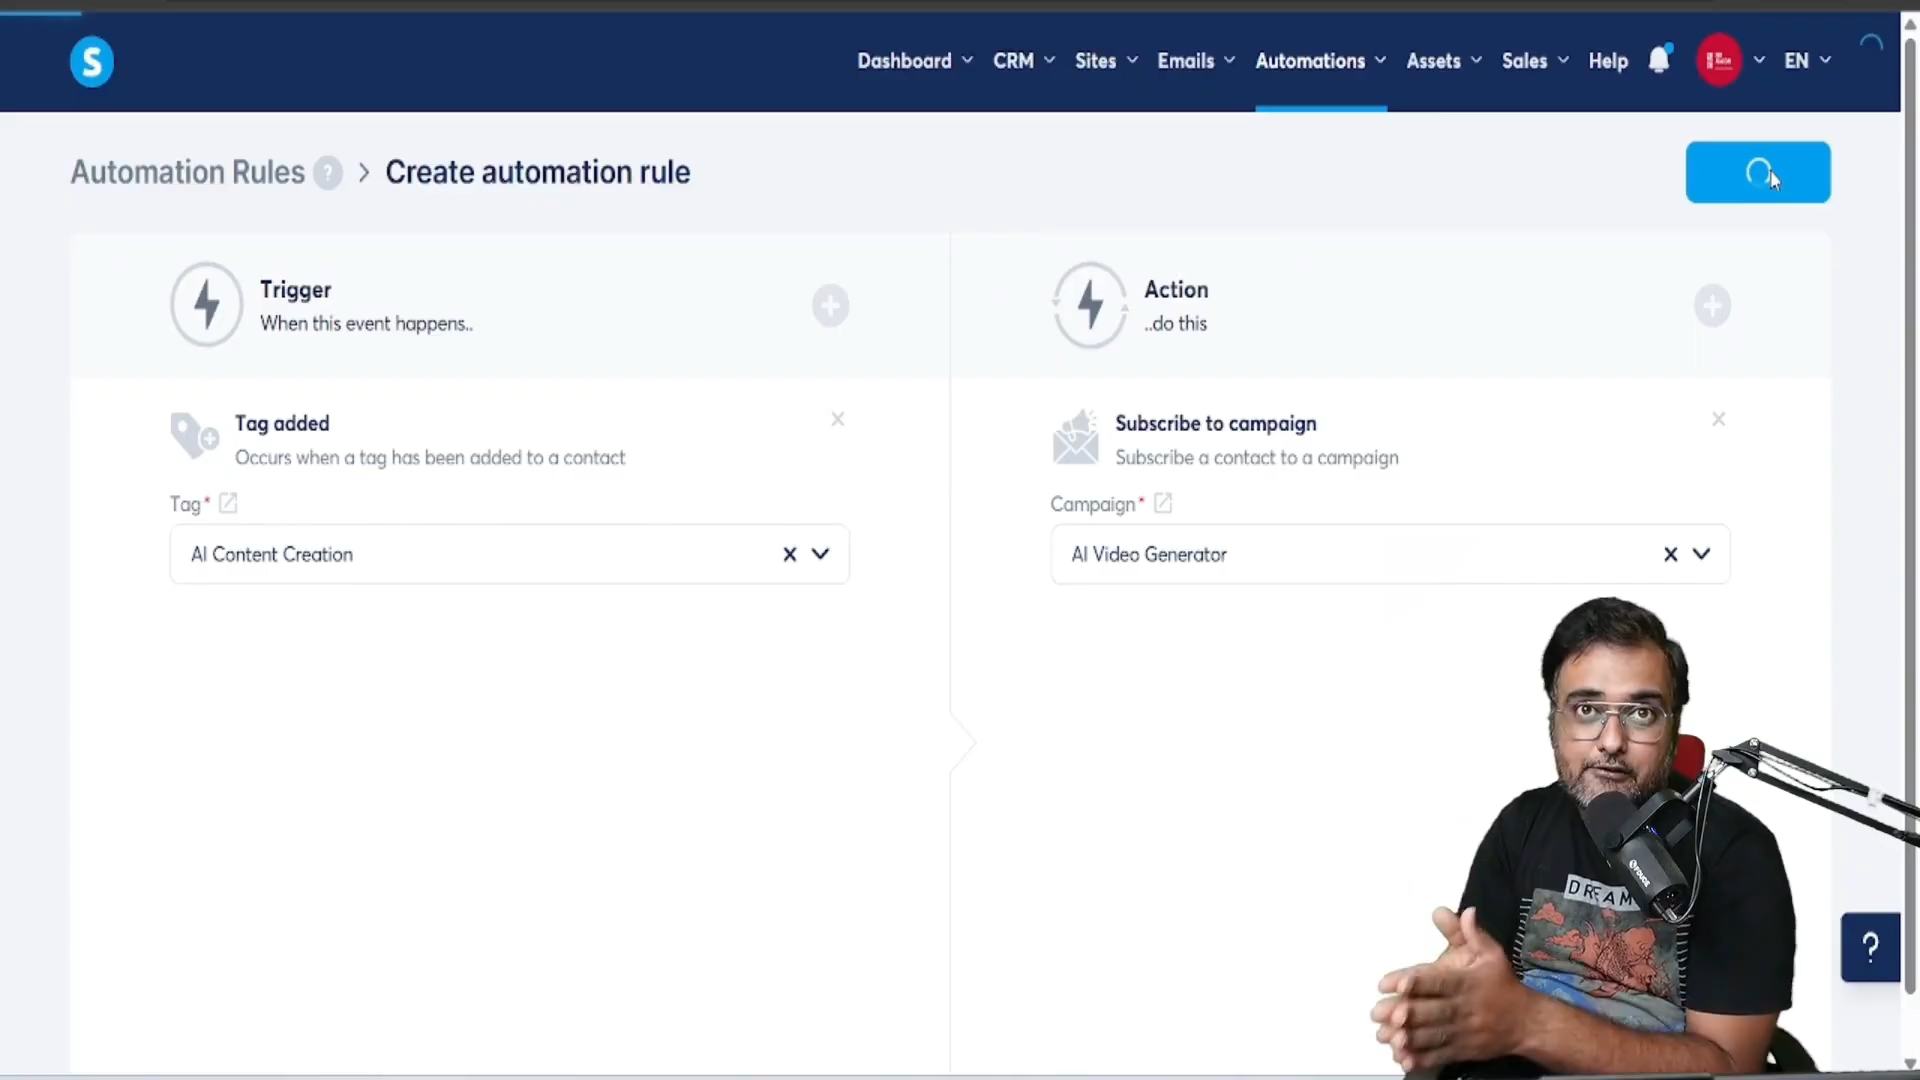 S
Dashboard CRM Sites Emails Automations Assets Sales Help EN
Automation Rules ? > Create automation rule
Trigger
When this event happens..
Action
..do this
Tag added
Occurs when a tag has been added to a contact
Subscribe to campaign
Subscribe a contact to a campaign
Tag*
Campaign*
AI Content Creation
AI Video Generator
DREAM
?